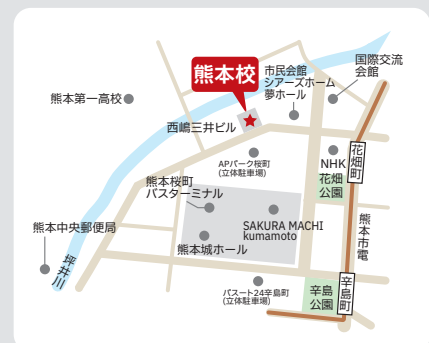 熊本校
市民会館
シアーズホーム
夢ホール
国際交流
会館
熊本第一高校
西嶋三井ビル
APパーク桜町
(立体駐車場)
NHK
花畑
公園
花畑町
熊本桜町
バスターミナル
SAKURA MACHI
kumamoto
熊本市電
熊本中央郵便局
熊本城ホール
坪井川
パスート24辛島町
(立体駐車場)
辛島
公園
辛島町